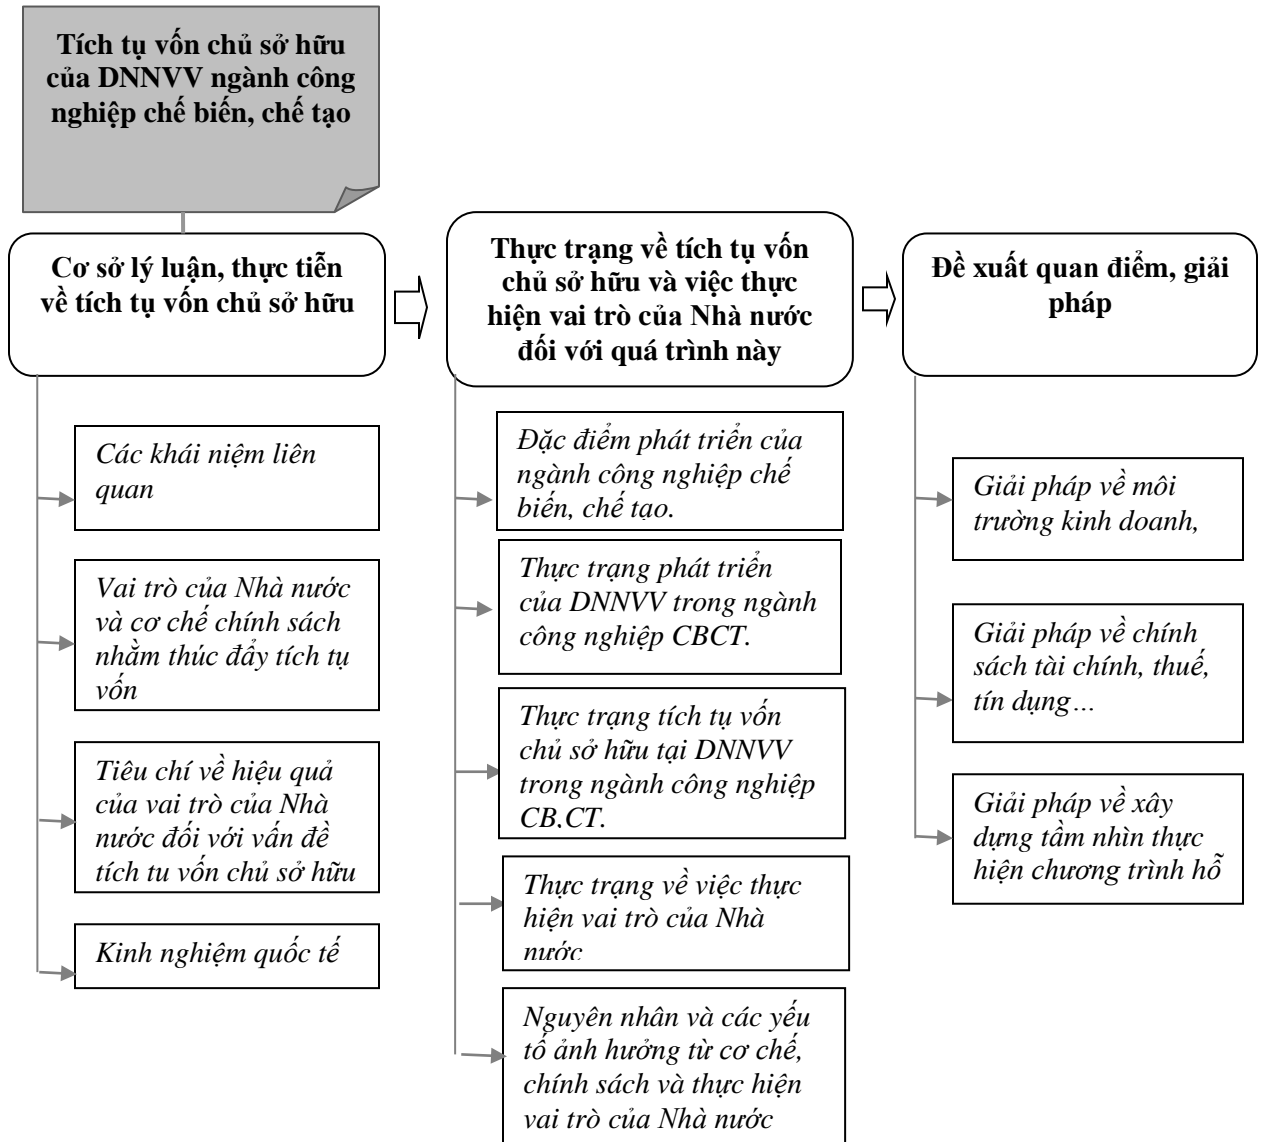 Tích tụ vốn chủ sở hữu
của DNNVV ngành công
nghiệp chế biến, chế tạo
Cơ sở lý luận, thực tiễn
về tích tụ vốn chủ sở hữu
Các khái niệm liên
quan
Vai trò của Nhà nước
và cơ chế chính sách
nhằm thúc đẩy tích tụ
vốn
Tiêu chí về hiệu quả
của vai trò của Nhà
nước đối với vấn đề
tích tu vốn chủ sở hữu
Kinh nghiệm quốc tế
Thực trạng về tích tụ vốn
chủ sở hữu và việc thực
hiện vai trò của Nhà nước
đối với quá trình này
Đặc điểm phát triển của
ngành công nghiệp chế
biến, chế tạo.
Thực trạng phát triển
của DNNVV trong ngành
công nghiệp CBCT.
Thực trạng tích tụ vốn
chủ sở hữu tại DNNVV
trong ngành công nghiệp
CB,CT.
Thực trạng về việc thực
hiện vai trò của Nhà
nước
Nguyên nhân và các yếu
tố ảnh hưởng từ cơ chế,
chính sách và thực hiện
vai trò của Nhà nước
Đề xuất quan điểm, giải
pháp
Giải pháp về môi
trường kinh doanh,
Giải pháp về chính
sách tài chính, thuế,
tín dụng...
Giải pháp về xây
dựng tầm nhìn thực
hiện chương trình hỗ